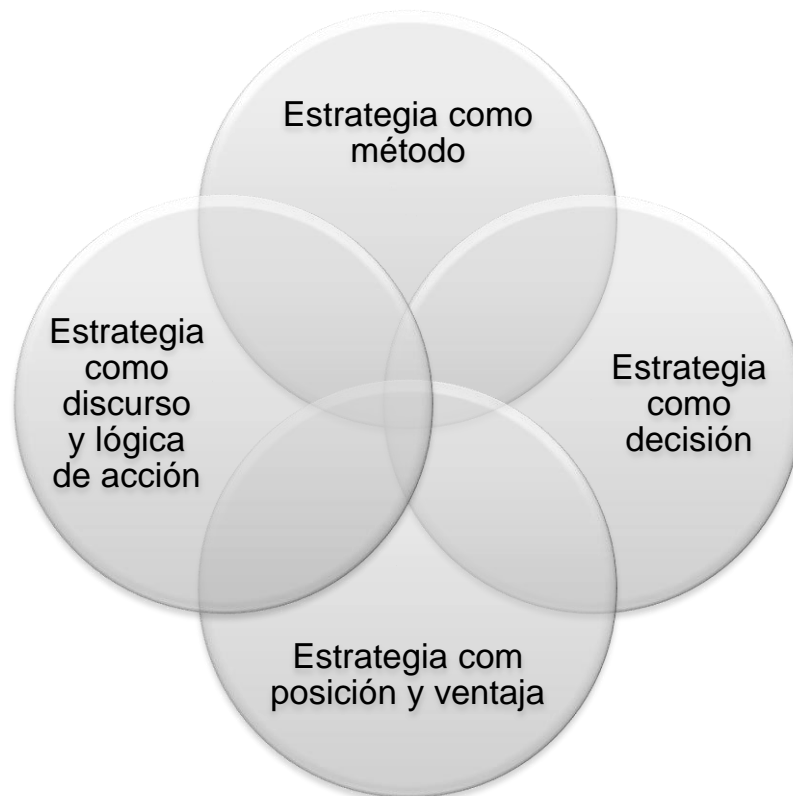 Estrategia como
método
Estrategia
como
discurso
y lógica
de acción
Estrategia
como
decisión
Estrategia com
posición y ventaja